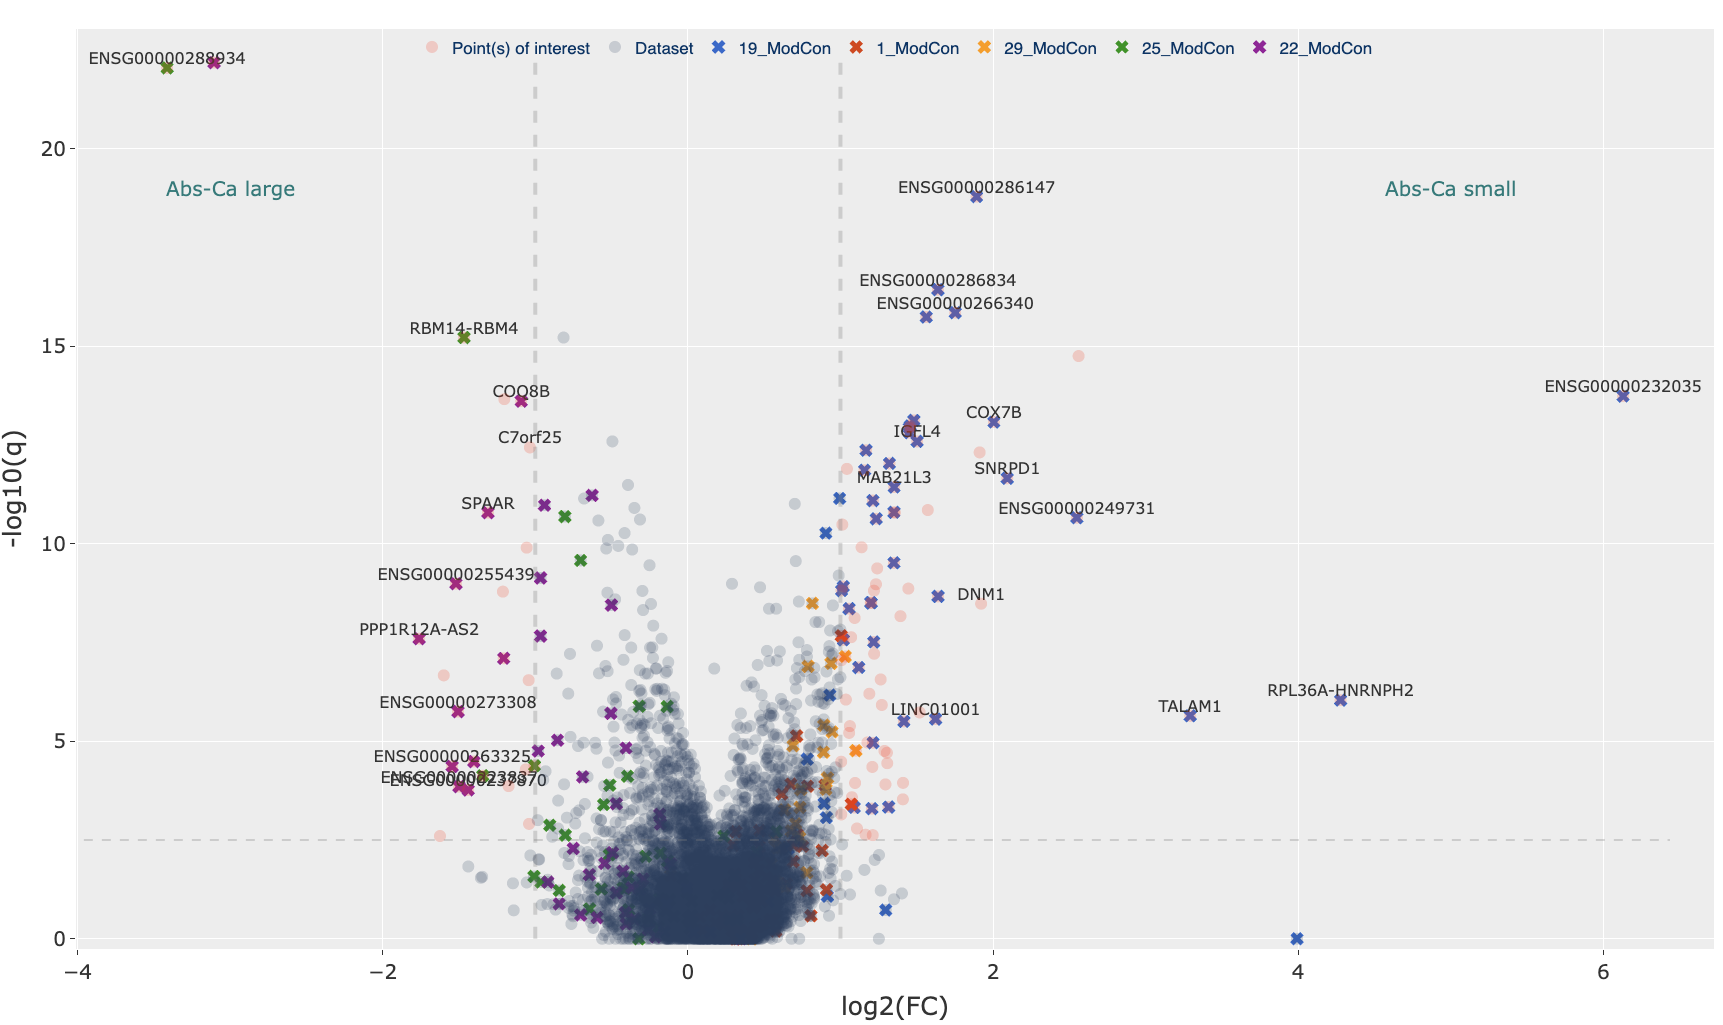 Point(s) of interest Dataset 19_ModCon 1_ModCon 29_ModCon 25_ModCon 22_ModCon
ENSG00000288934
20
Abs-Ca large
Abs-Ca small
ENSG00000286147
ENSG00000286834
ENSG00000266340
RBM14-RBM4
15
ENSG00000232035
COQ8B
COX7B
IGFL4
C7orf25
SNRPD1
MAB21L3
SPAAR
ENSG00000249731
10
ENSG00000255439
DNM1
PPP1R12A-AS2
ENSG00000273308
LINC01001
TALAM1
RPL36A-HNRNPH2
5
ENSG00000263325
ENSG00000237870
0
-log10(q)
−4 −2 0 2 4 6
log2(FC)